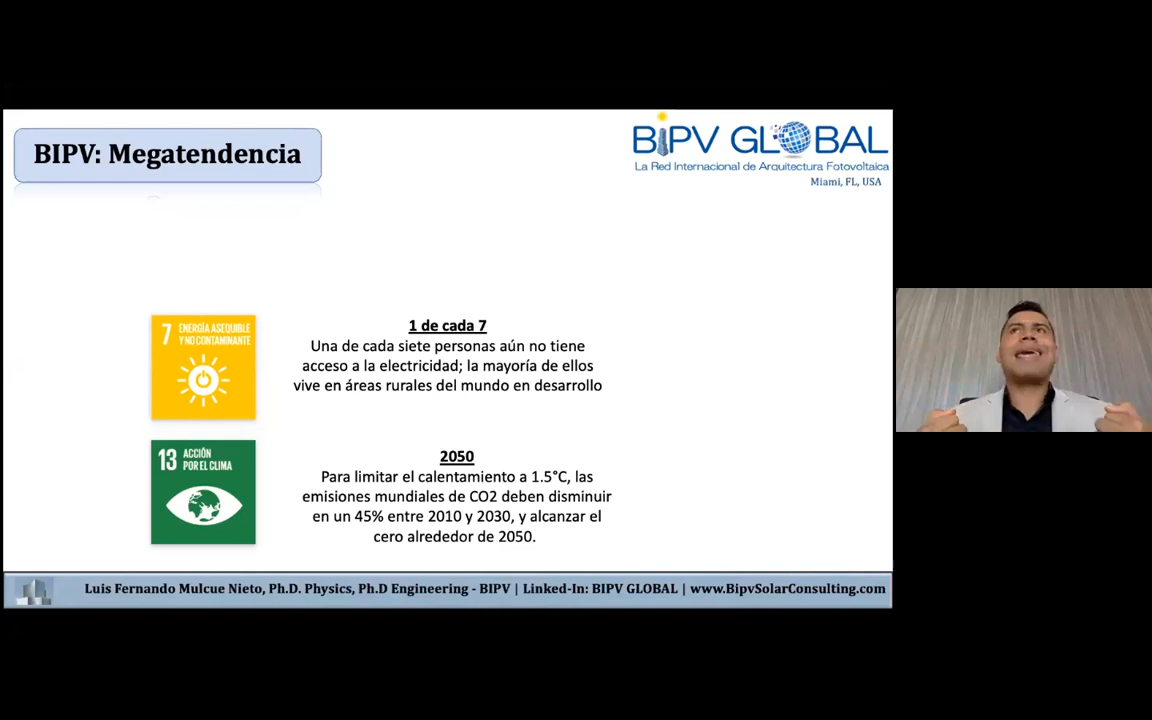 BIPV: Megatendencia
BIPV GLOBAL
La Red Internacional de Arquitectura Fotovoltaica
Miami, FL, USA
7 ENERGÍA ASEQUIBLE
Y NO CONTAMINANTE
1 de cada 7
Una de cada siete personas aún no tiene
acceso a la electricidad; la mayoría de ellos
vive en áreas rurales del mundo en desarrollo
13 ACCIÓN
POR EL CLIMA
2050
Para limitar el calentamiento a 1.5°C, las
emisiones mundiales de CO2 deben disminuir
en un 45% entre 2010 y 2030, y alcanzar el
cero alrededor de 2050.
Luis Fernando Mulcue Nieto, Ph.D. Physics, Ph.D Engineering - BIPV | Linked-In: BIPV GLOBAL | www.BipvSolarConsulting.com